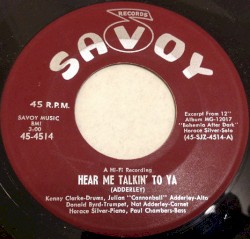 RECORDS
SAVOY
45 R.P.M.
SAVOY MUSIC
BMI
3:00
45-4514
Excerpt From 12"
Album MG-12017
"Bohemia After Dark"
Horace Silver-Solo
(45-SJZ-4514-A)
A HI-FI Recording
HEAR ME TALKIN' TO YA
(ADDERLEY)
Kenny Clarke-Drums, Julian "Cannonball" Adderley-Alto
Donald Byrd-Trumpet, Nat Adderley-Cornet
Horace Silver-Piano, Paul Chambers-Bass